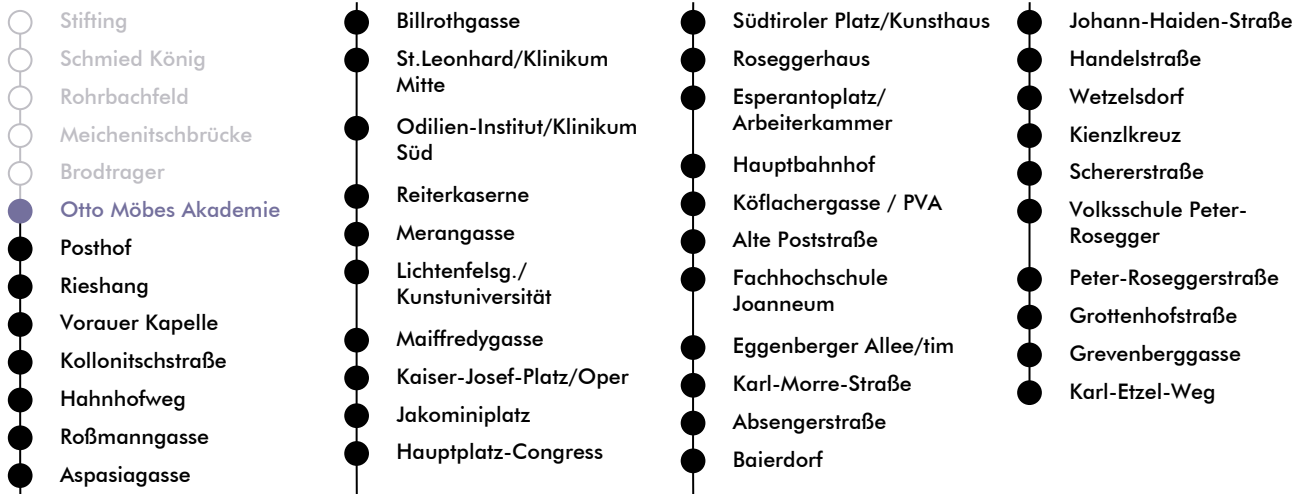 Stifting
Schmied König
Rohrbachfeld
Meichenitschbrücke
Brodtrager
Otto Möbes Akademie
Posthof
Rieshang
Vorauer Kapelle
Kollonitschstraße
Hahnhofweg
Roßmanngasse
Aspasiagasse
Billrothgasse
St.Leonhard/Klinikum
Mitte
Odilien-Institut/Klinikum
Süd
Reiterkaserne
Merangasse
Lichtenfelsg./
Kunstuniversität
Maiffredygasse
Kaiser-Josef-Platz/Oper
Jakominiplatz
Hauptplatz-Congress
Südtiroler Platz/Kunsthaus
Roseggerhaus
Esperantoplatz/
Arbeiterkammer
Hauptbahnhof
Köflachergasse / PVA
Alte Poststraße
Fachhochschule
Joanneum
Eggenberger Allee/tim
Karl-Morre-Straße
Absengerstraße
Baierdorf
Johann-Haiden-Straße
Handelstraße
Wetzelsdorf
Kienzlkreuz
Schererstraße
Volksschule Peter-
Rosegger
Peter-Roseggerstraße
Grottenhofstraße
Grevenberggasse
Karl-Etzel-Weg